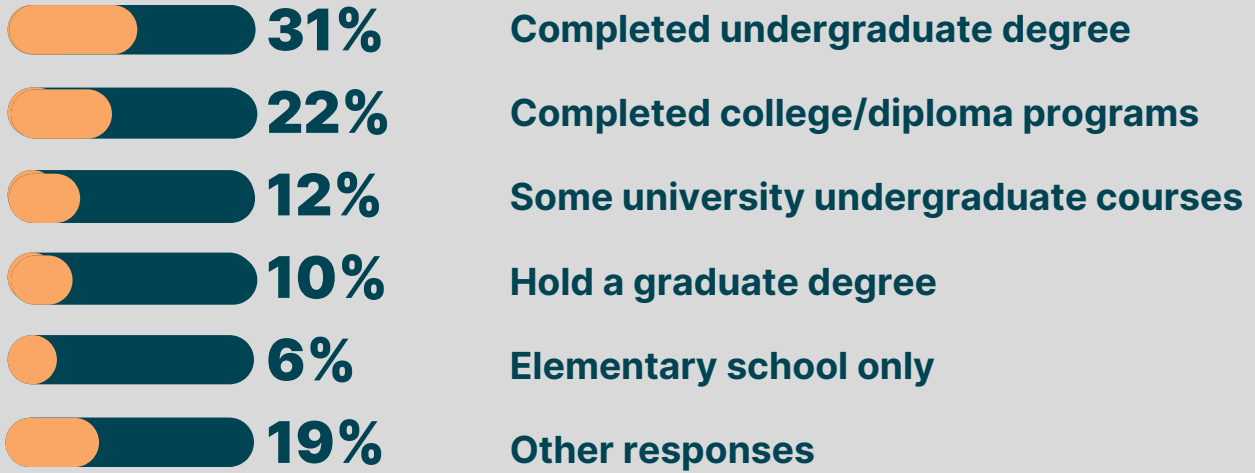 31% Completed undergraduate degree
22% Completed college/diploma programs
12% Some university undergraduate courses
10% Hold a graduate degree
6% Elementary school only
19% Other responses